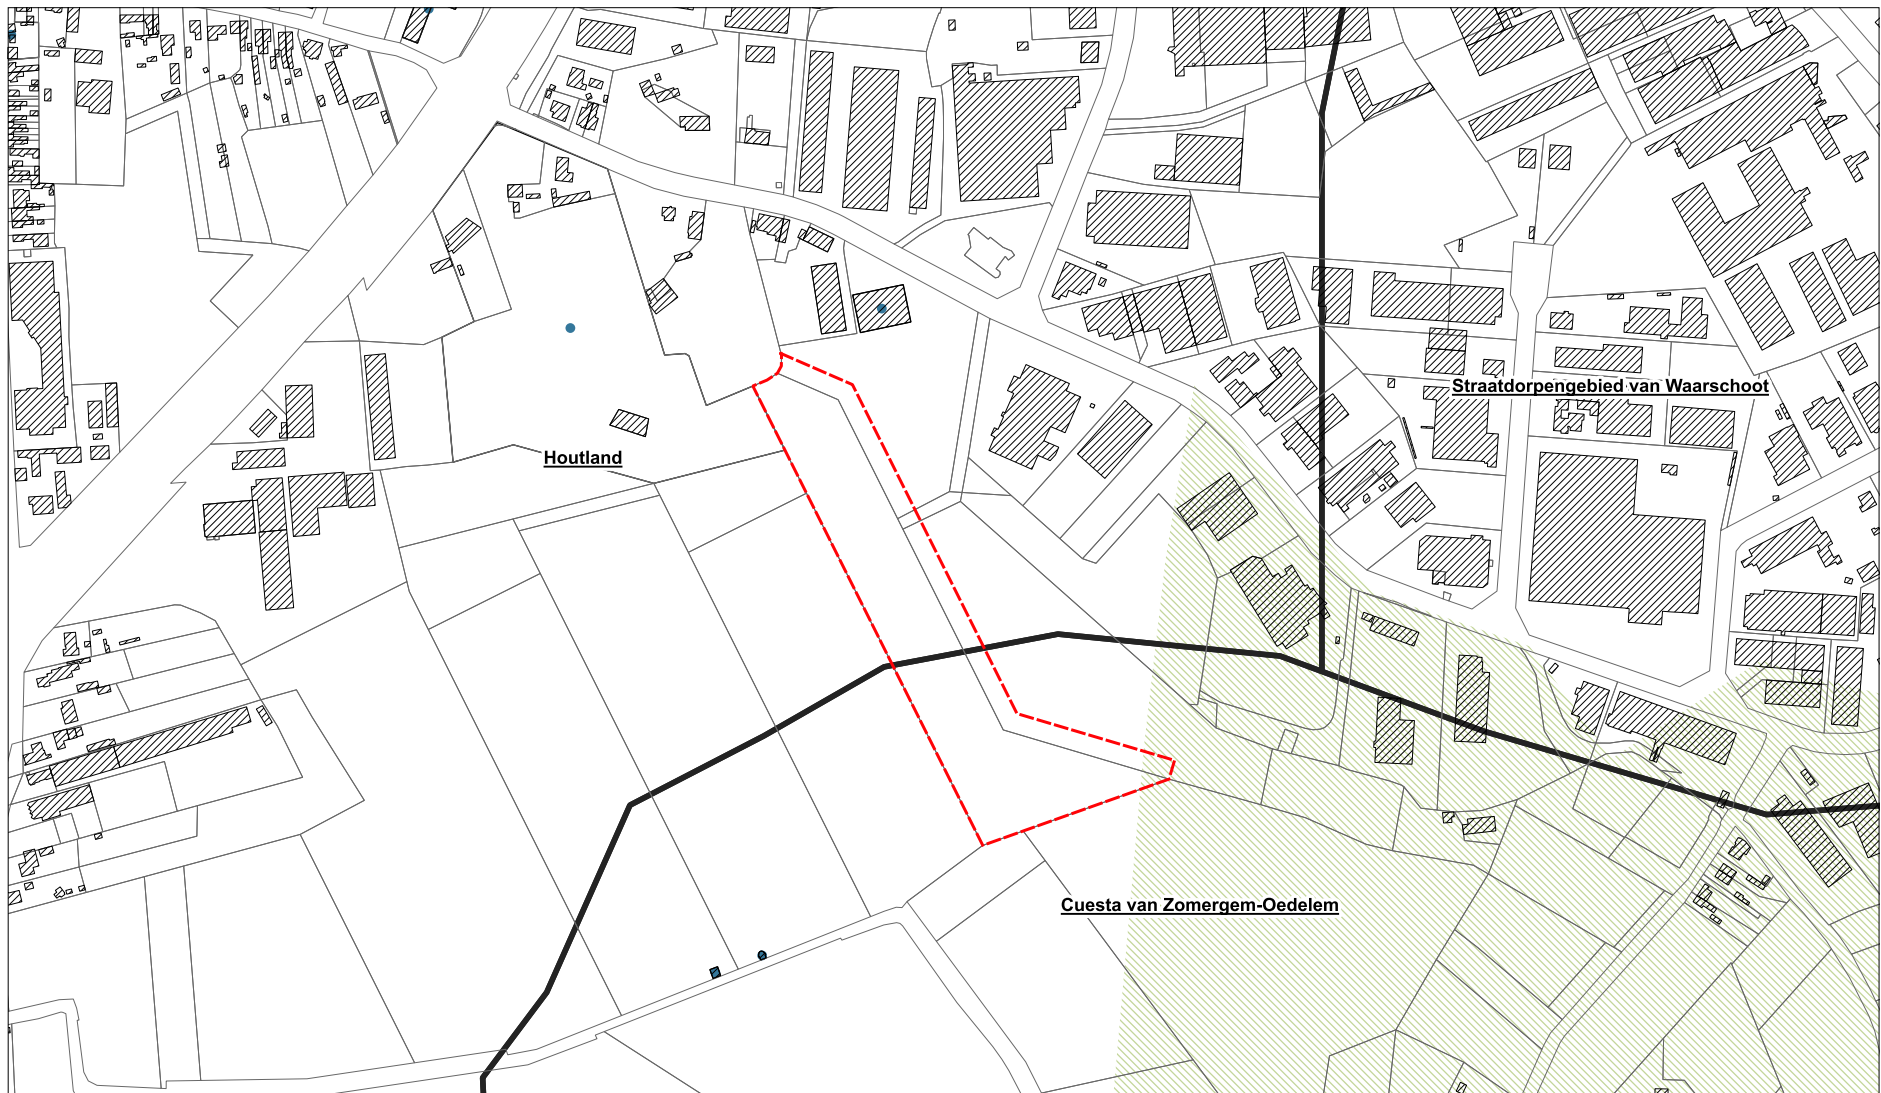 Straatdorpengebied van Waarschoot
Houtland
Cuesta van Zomergem-Oedelem